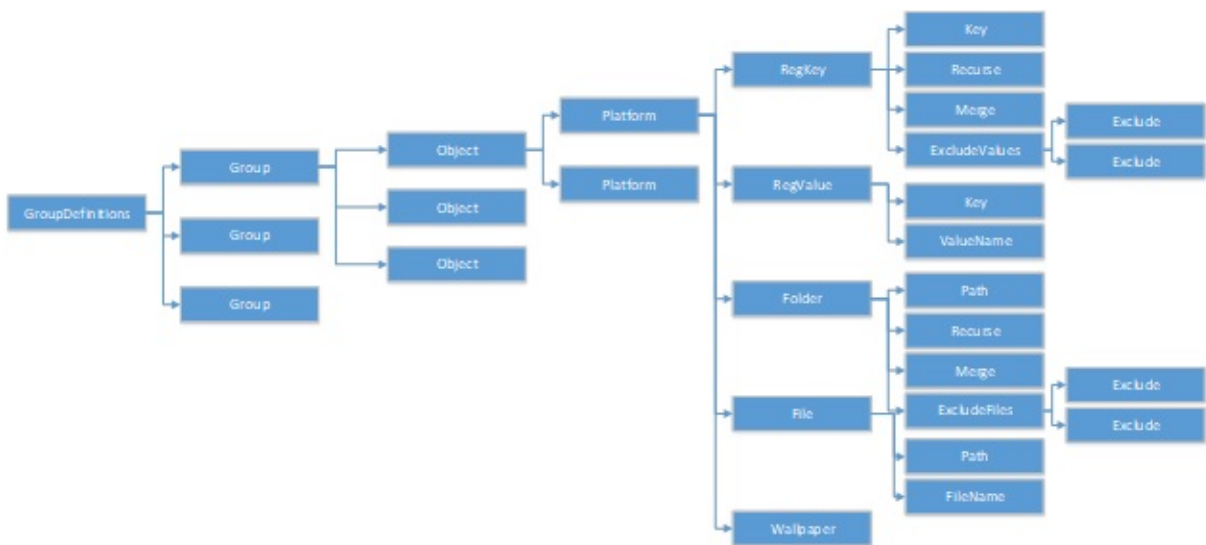 GroupDefinitions
Group
Group
Group
Object
Object
Object
Platform
Platform
RegKey
Key
Recurse
Merge
ExcludeValues
Exclude
Exclude
RegValue
Key
ValueName
Folder
Path
Recurse
Merge
ExcludeFiles
Exclude
Exclude
File
Path
FileName
Wallpaper